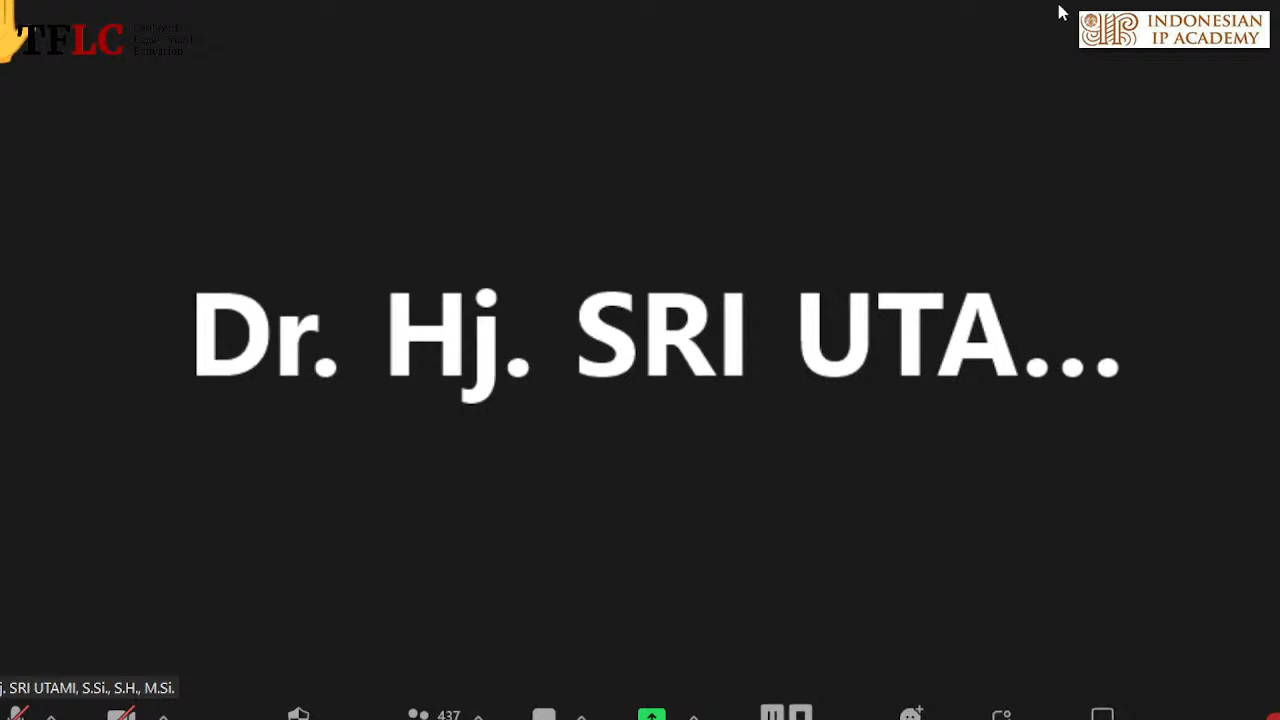 TFLC
INDONESIAN
IP ACADEMY
Dr. Hj. SRI UTA...
j. SRI UTAMI, S.Si., S.H., M.Si.
437